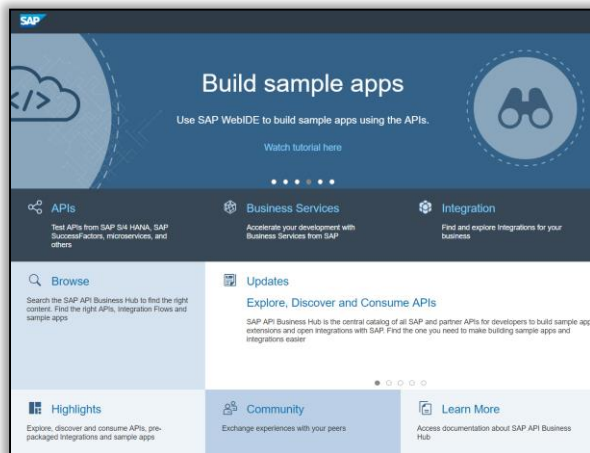 SAP
</>
Build sample apps
Use SAP WebIDE to build sample apps using the APIs.
Watch tutorial here
APIs
Test APIs from SAP S/4 HANA, SAP
SuccessFactors, microservices, and
others
Business Services
Accelerate your development with
Business Services from SAP
Integration
Find and explore Integrations for your
business
Browse
Search the SAP API Business Hub to find the right
content. Find the right APIs, Integration Flows and
sample apps
Updates
Explore, Discover and Consume APIs
SAP API Business Hub is the central catalog of all SAP and partner APIs for developers to build sample app
extensions and open integrations with SAP. Find the one you need to make building sample apps and
integrations easier
Highlights
Explore, discover and consume APIs, pre-
packaged Integrations and sample apps
Community
Exchange experiences with your peers
Learn More
Access documentation about SAP API Business
Hub